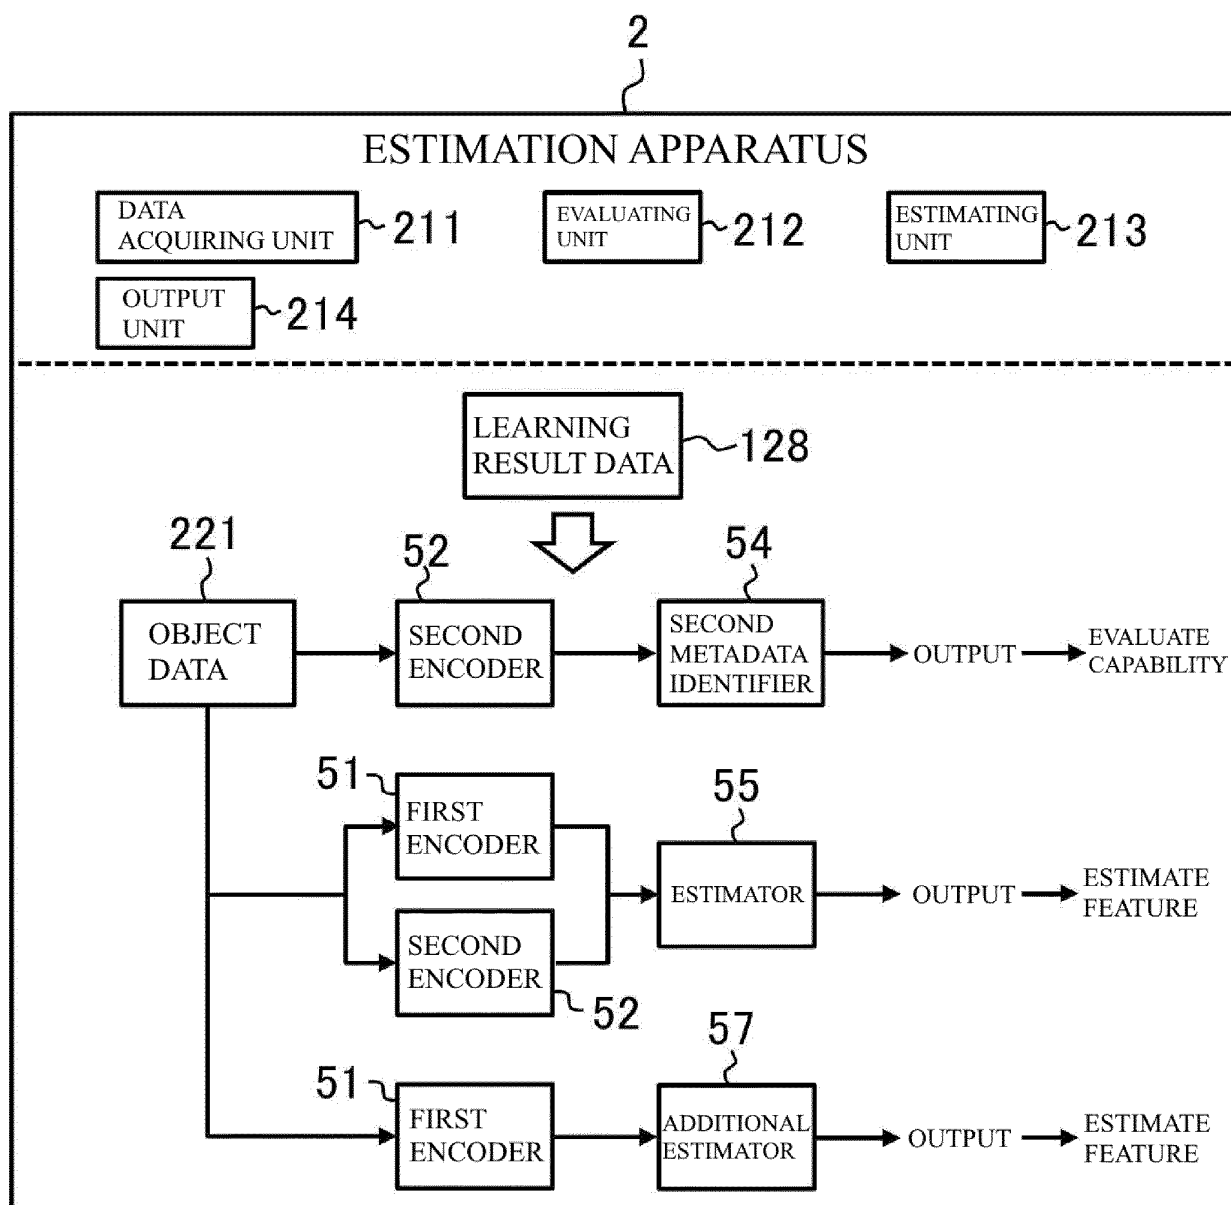 2
ESTIMATION APPARATUS
DATA
ACQUIRING UNIT
211
EVALUATING
UNIT
212
ESTIMATING
UNIT
213
OUTPUT
UNIT
214
LEARNING
RESULT DATA
128
221
OBJECT
DATA
52
SECOND
ENCODER
54
SECOND
METADATA
IDENTIFIER
OUTPUT
EVALUATE
CAPABILITY
51
FIRST
ENCODER
SECOND
ENCODER
52
55
ESTIMATOR
OUTPUT
ESTIMATE
FEATURE
51
FIRST
ENCODER
57
ADDITIONAL
ESTIMATOR
OUTPUT
ESTIMATE
FEATURE